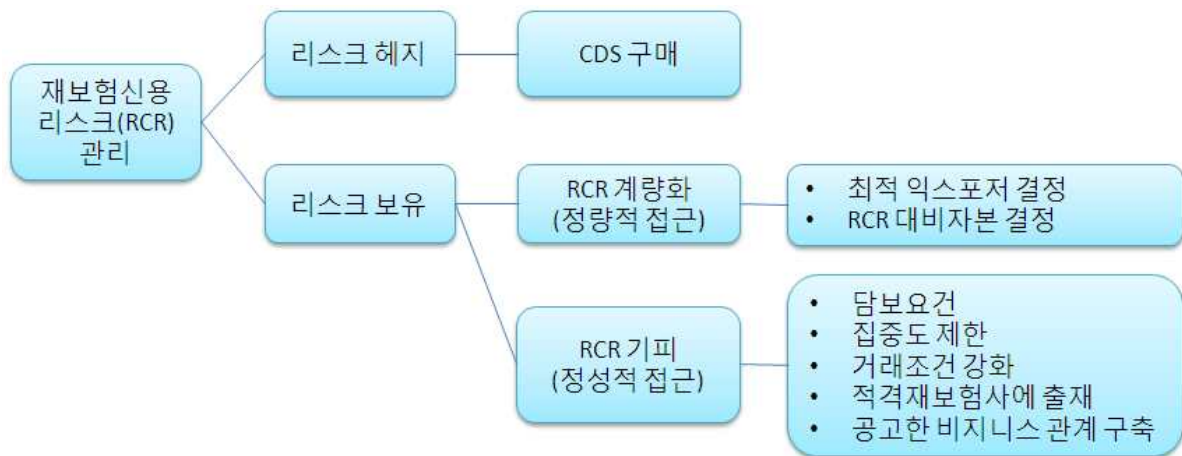 재보험신용
리스크(RCR)
관리
리스크 헤지
CDS 구매
리스크 보유
RCR 계량화
(정량적 접근)
• 최적 익스포저 결정
• RCR 대비자본 결정
RCR 기피
(정성적 접근)
• 담보요건
• 집중도 제한
• 거래조건 강화
• 적격재보험사에 출재
• 공고한 비지니스 관계 구축